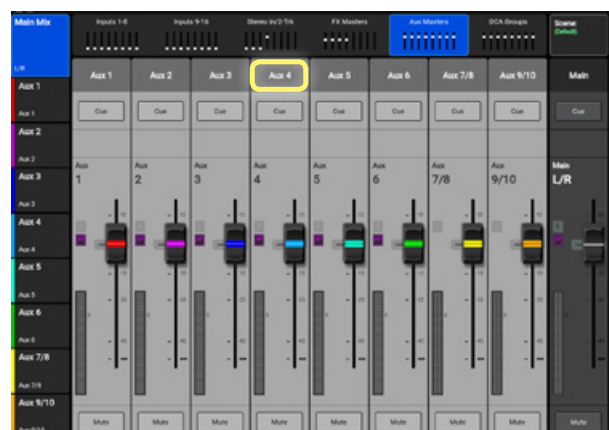 Main Mix
L/R
Inputs 1-8
Inputs 9-16
Stereo In/2-Trk
FX Masters
Aux Masters
DCA Groups
Scene:
(Default)
Aux 1
Aux 1
Aux 2
Aux 2
Aux 3
Aux 3
Aux 4
Aux 4
Aux 5
Aux 5
Aux 6
Aux 6
Aux 7/8
Aux 7/8
Aux 9/10
Aux 9/10
Aux 1
Aux 2
Aux 3
Aux 4
Aux 5
Aux 6
Aux 7/8
Aux 9/10
Main
Cue
Cue
Cue
Cue
Cue
Cue
Cue
Cue
Cue
Aux
1
Aux
2
Aux
3
Aux
4
Aux
5
Aux
6
Aux
7/8
Aux
9/10
Main
L/R
Mute
Mute
Mute
Mute
Mute
Mute
Mute
Mute
Mute